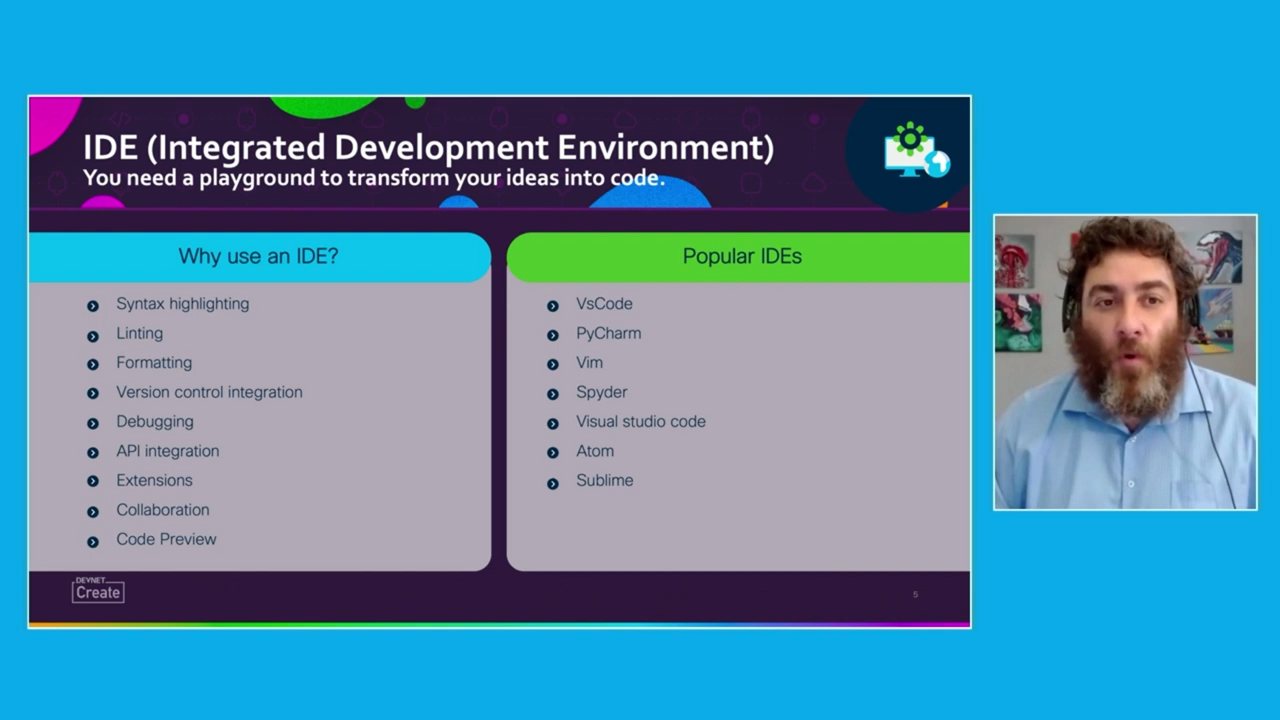 IDE (Integrated Development Environment)
You need a playground to transform your ideas into code.
Why use an IDE?
Syntax highlighting
Linting
Formatting
Version control integration
Debugging
API integration
Extensions
Collaboration
Code Preview
Popular IDEs
VsCode
PyCharm
Vim
Spyder
Visual studio code
Atom
Sublime
DEVNET
Create
5